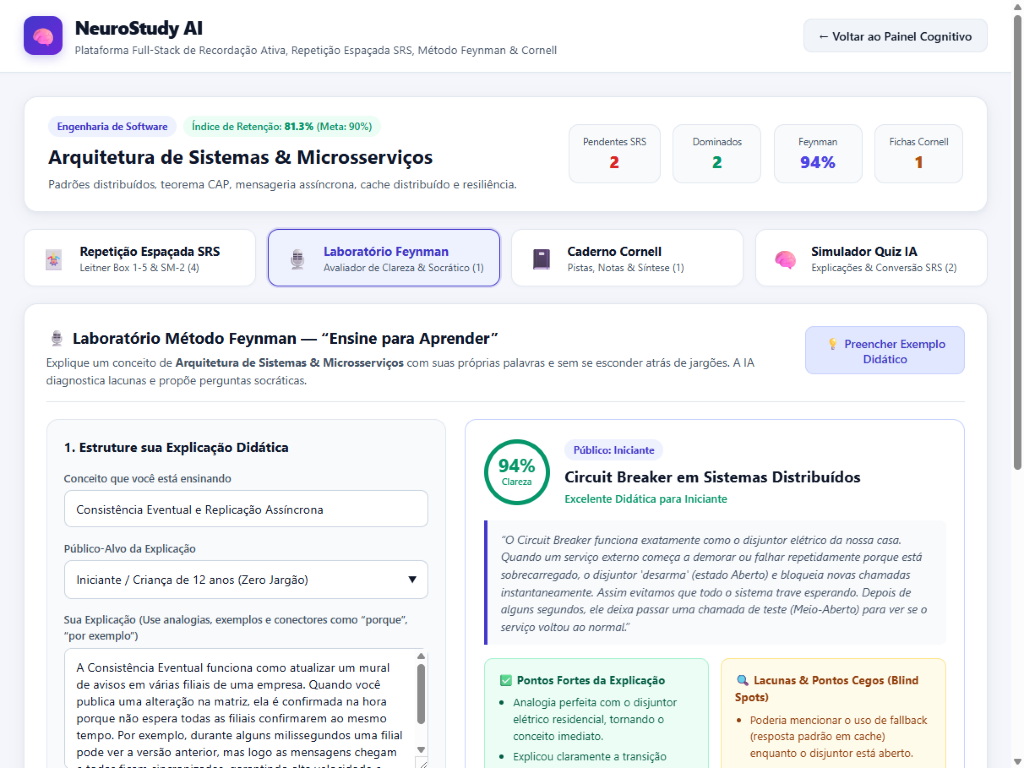 NeuroStudy AI
Plataforma Full-Stack de Recordação Ativa, Repetição Espaçada SRS, Método Feynman & Cornell
← Voltar ao Painel Cognitivo
Engenharia de Software
Índice de Retenção: 81.3% (Meta: 90%)
Arquitetura de Sistemas & Microsserviços
Padrões distribuídos, teorema CAP, mensageria assíncrona, cache distribuído e resiliência.
Pendentes SRS
2
Dominados
2
Feynman
94%
Fichas Cornell
1
Repetição Espaçada SRS
Leitner Box 1-5 & SM-2 (4)
Laboratório Feynman
Avaliador de Clareza & Socrático (1)
Caderno Cornell
Pistas, Notas & Síntese (1)
Simulador Quiz IA
Explicações & Conversão SRS (2)
Laboratório Método Feynman — “Ensine para Aprender”
Explique um conceito de Arquitetura de Sistemas & Microsserviços com suas próprias palavras e sem se esconder atrás de jargões. A IA
diagnostica lacunas e propõe perguntas socráticas.
Preencher Exemplo
Didático
1. Estruture sua Explicação Didática
Conceito que você está ensinando
Consistência Eventual e Replicação Assíncrona
Público-Alvo da Explicação
Iniciante / Criança de 12 anos (Zero Jargão)
Sua Explicação (Use analogias, exemplos e conectores como “porque”,
“por exemplo”)
A Consistência Eventual funciona como atualizar um mural
de avisos em várias filiais de uma empresa. Quando você
publica uma alteração na matriz, ela é confirmada na hora
porque não espera todas as filiais confirmarem ao mesmo
tempo. Por exemplo, durante alguns milissegundos uma filial
pode ver a versão anterior, mas logo as mensagens chegam
e todos ficam sincronizados, garantindo alta velocidade e
94%
Clareza
Público: Iniciante
Circuit Breaker em Sistemas Distribuídos
Excelente Didática para Iniciante
“O Circuit Breaker funciona exatamente como o disjuntor elétrico da nossa casa.
Quando um serviço externo começa a demorar ou falhar repetidamente porque está
sobrecarregado, o disjuntor 'desarma' (estado Aberto) e bloqueia novas chamadas
instantaneamente. Assim evitamos que todo o sistema trave esperando. Depois de
alguns segundos, ele deixa passar uma chamada de teste (Meio-Aberto) para ver se o
serviço voltou ao normal.”
Pontos Fortes da Explicação
• Analogia perfeita com o disjuntor
elétrico residencial, tornando o
conceito imediato.
• Explicou claramente a transição
Lacunas & Pontos Cegos (Blind
Spots)
• Poderia mencionar o uso de fallback
(resposta padrão em cache)
enquanto o disjuntor está aberto.